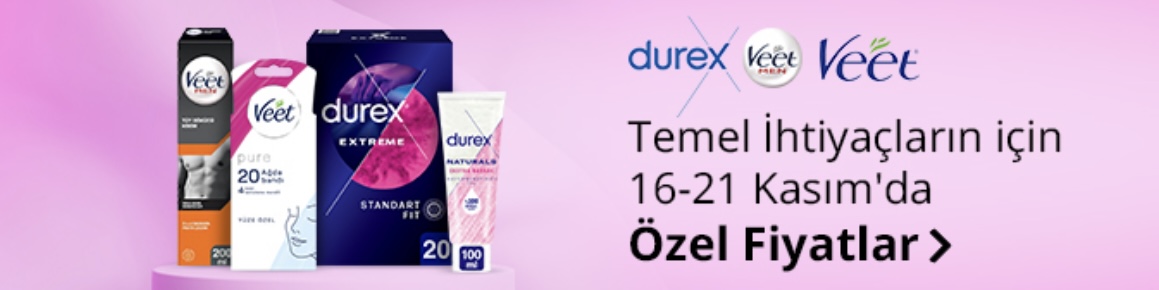 durex Veet MEN Veet
Temel İhtiyaçların için
16-21 Kasım'da
Özel Fiyatlar
Veet
MEN
200
ml
Veet
pure
20 Ağda
bandı
YÜZE ÖZEL
durex
EXTREME
STANDART
FIT
20
durex
NATURALS
100
ml